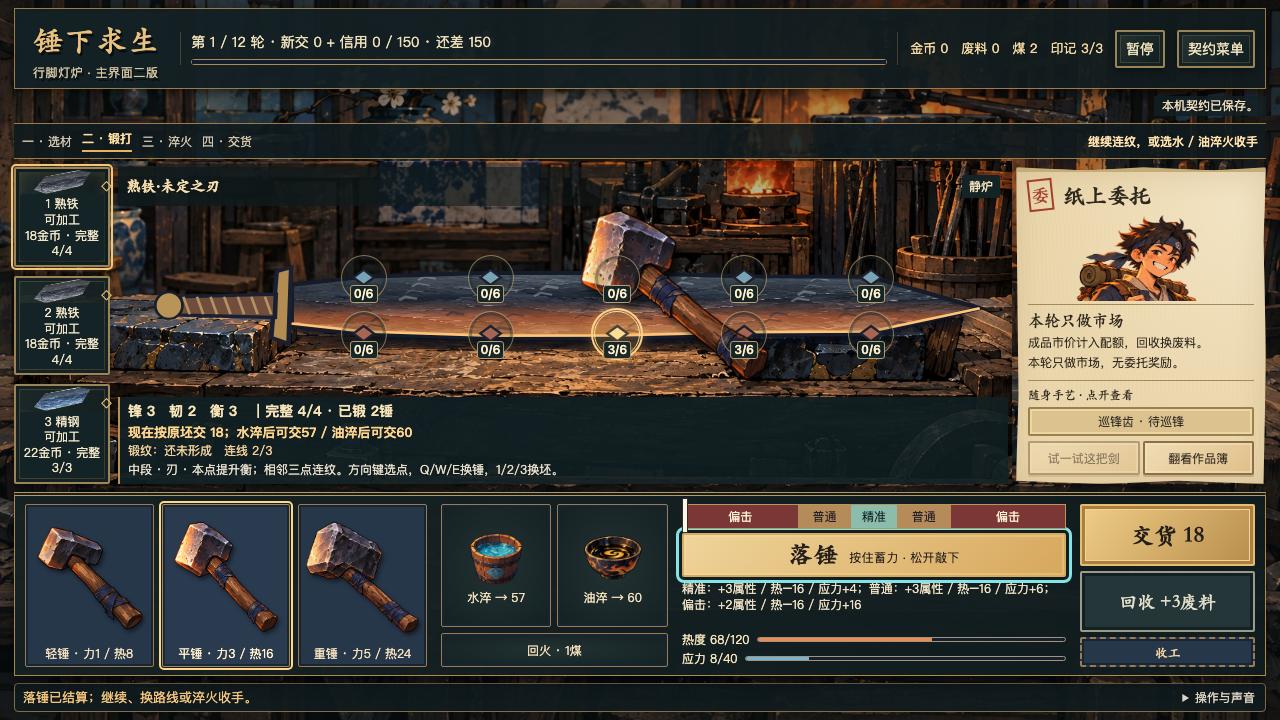 锤下求生
行脚灯炉 · 主界面二版
第 1 / 12 轮 · 新交 0 + 信用 0 / 150 · 还差 150
金币 0 废料 0 煤 2 印记 3/3
暂停
契约菜单
本机契约已保存。
一 · 选材 二 · 锻打 三 · 淬火 四 · 交货
继续连纹，或选水 / 油淬火收手
1 熟铁
可加工
18金币 · 完整
4/4
2 熟铁
可加工
18金币 · 完整
4/4
3 精钢
可加工
22金币 · 完整
3/3
熟铁·未定之刃
静炉
0/6 0/6 0/6 0/6 0/6
0/6 0/6 3/6 3/6 0/6
锋 3 韧 2 衡 3 ｜完整 4/4 · 已锻 2锤
现在按原坯交 18；水淬后可交57 / 油淬后可交60
锻纹：还未形成 连线 2/3
中段 · 刃 · 本点提升衡；相邻三点连纹。方向键选点，Q/W/E换锤，1/2/3换坯。
委
纸上委托
本轮只做市场
成品市价计入配额，回收换废料。
本轮只做市场，无委托奖励。
随身手艺 · 点开查看
巡锋齿 · 待巡锋
试一试这把剑
翻看作品簿
轻锤 · 力1 / 热8
平锤 · 力3 / 热16
重锤 · 力5 / 热24
水淬 → 57
油淬 → 60
回火 · 1煤
偏击 普通 精准 普通 偏击
落锤 按住蓄力 · 松开敲下
精准：+3属性 / 热−16 / 应力+4；普通：+3属性 / 热−16 / 应力+6；
偏击：+2属性 / 热−16 / 应力+16
热度 68/120
应力 8/40
交货 18
回收 +3废料
收工
落锤已结算；继续、换路线或淬火收手。
▶ 操作与声音